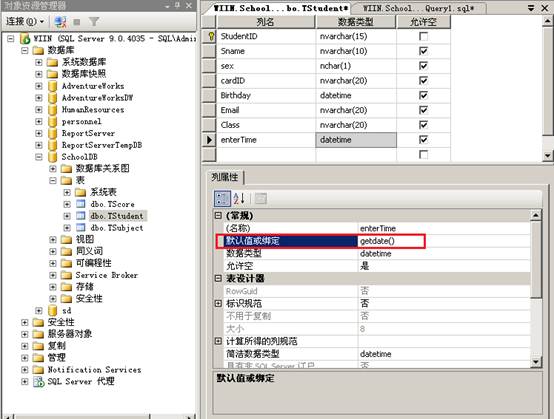 对象资源管理器
连接(O)
WIIN (SQL Server 9.0.4035 - SQL\Admi
数据库
系统数据库
数据库快照
AdventureWorks
AdventureWorksDW
HumanResources
personnel
ReportServer
ReportServerTempDB
SchoolDB
数据库关系图
表
系统表
dbo.TScore
dbo.TStudent
dbo.TSubject
视图
同义词
可编程性
Service Broker
存储
安全性
sd
安全性
服务器对象
复制
管理
Notification Services
SQL Server 代理
WIIN.School...bo.TStudent* WIIN.School...Query1.sql*
列名 数据类型 允许空
StudentID nvarchar(15)
Sname nvarchar(10)
sex nchar(1)
cardID nvarchar(20)
Birthday datetime
Email nvarchar(20)
Class nvarchar(20)
enterTime datetime
列属性
(常规)
(名称) enterTime
默认值或绑定 getdate()
数据类型 datetime
允许空 是
表设计器
RowGuid 否
标识规范 否
不用于复制 否
大小 8
计算所得的列规范
简洁数据类型 datetime
具有非 SQL Server 订户 否
默认值或绑定